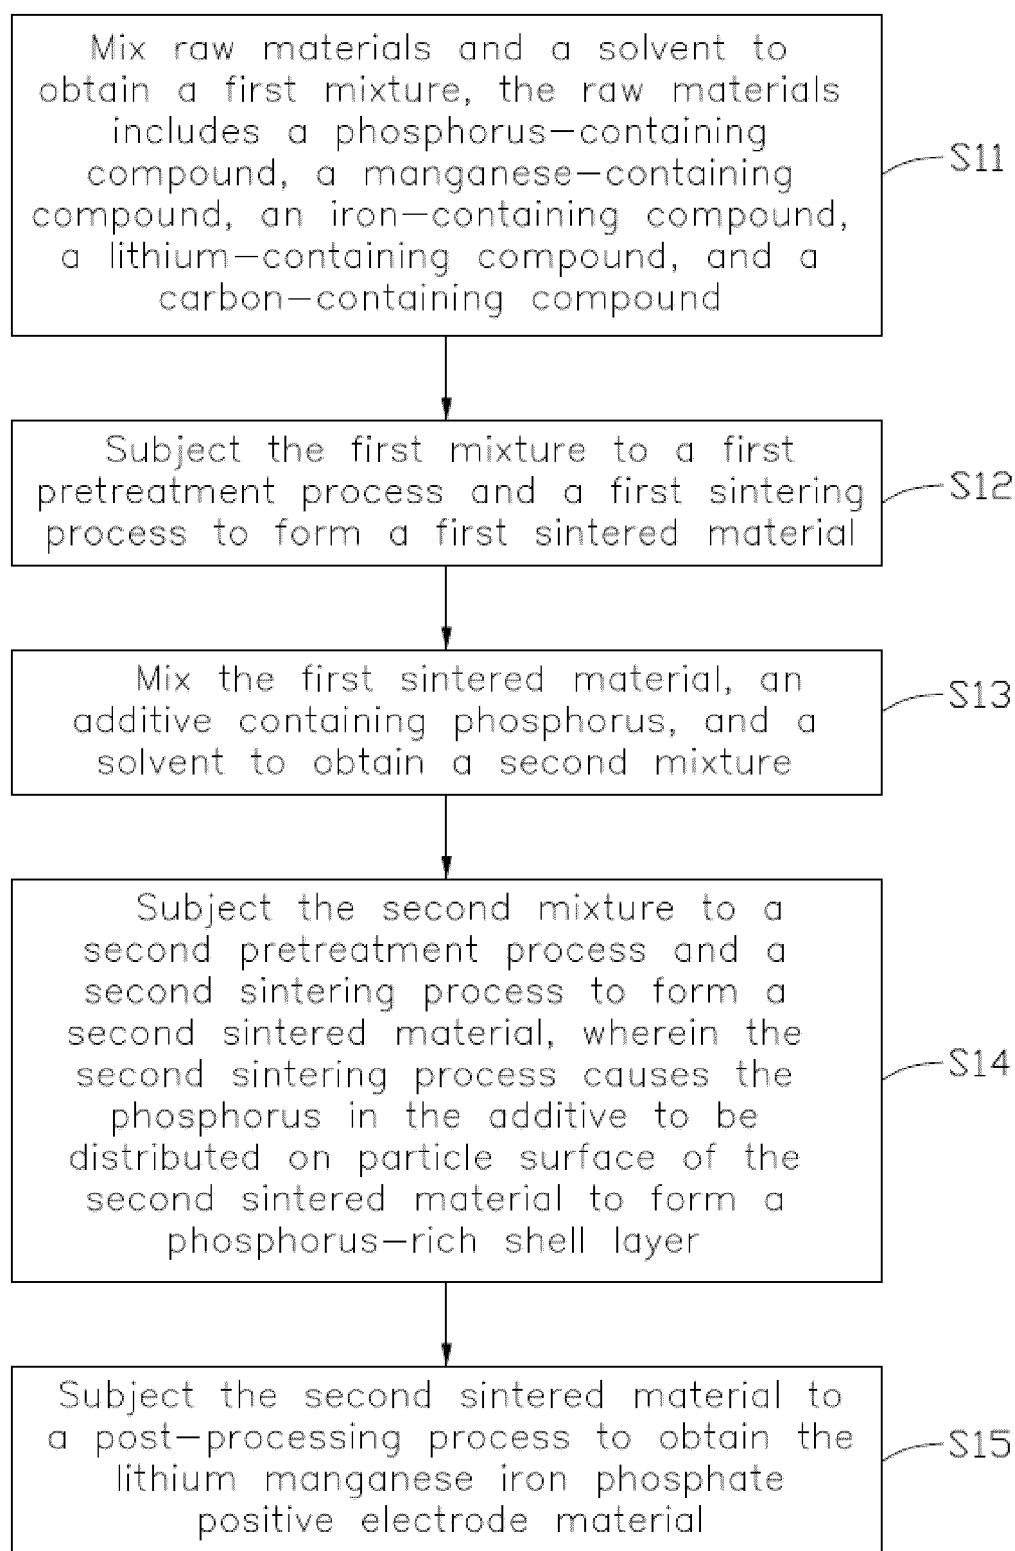 Mix raw materials and a solvent to
obtain a first mixture, the raw materials
includes a phosphorus-containing
compound, a manganese-containing
compound, an iron-containing compound,
a lithium-containing compound, and a
carbon-containing compound
S11
Subject the first mixture to a first
pretreatment process and a first sintering
process to form a first sintered material
S12
Mix the first sintered material, an
additive containing phosphorus, and a
solvent to obtain a second mixture
S13
Subject the second mixture to a
second pretreatment process and a
second sintering process to form a
second sintered material, wherein the
second sintering process causes the
phosphorus in the additive to be
distributed on particle surface of the
second sintered material to form a
phosphorus-rich shell layer
S14
Subject the second sintered material to
a post-processing process to obtain the
lithium manganese iron phosphate
positive electrode material
S15